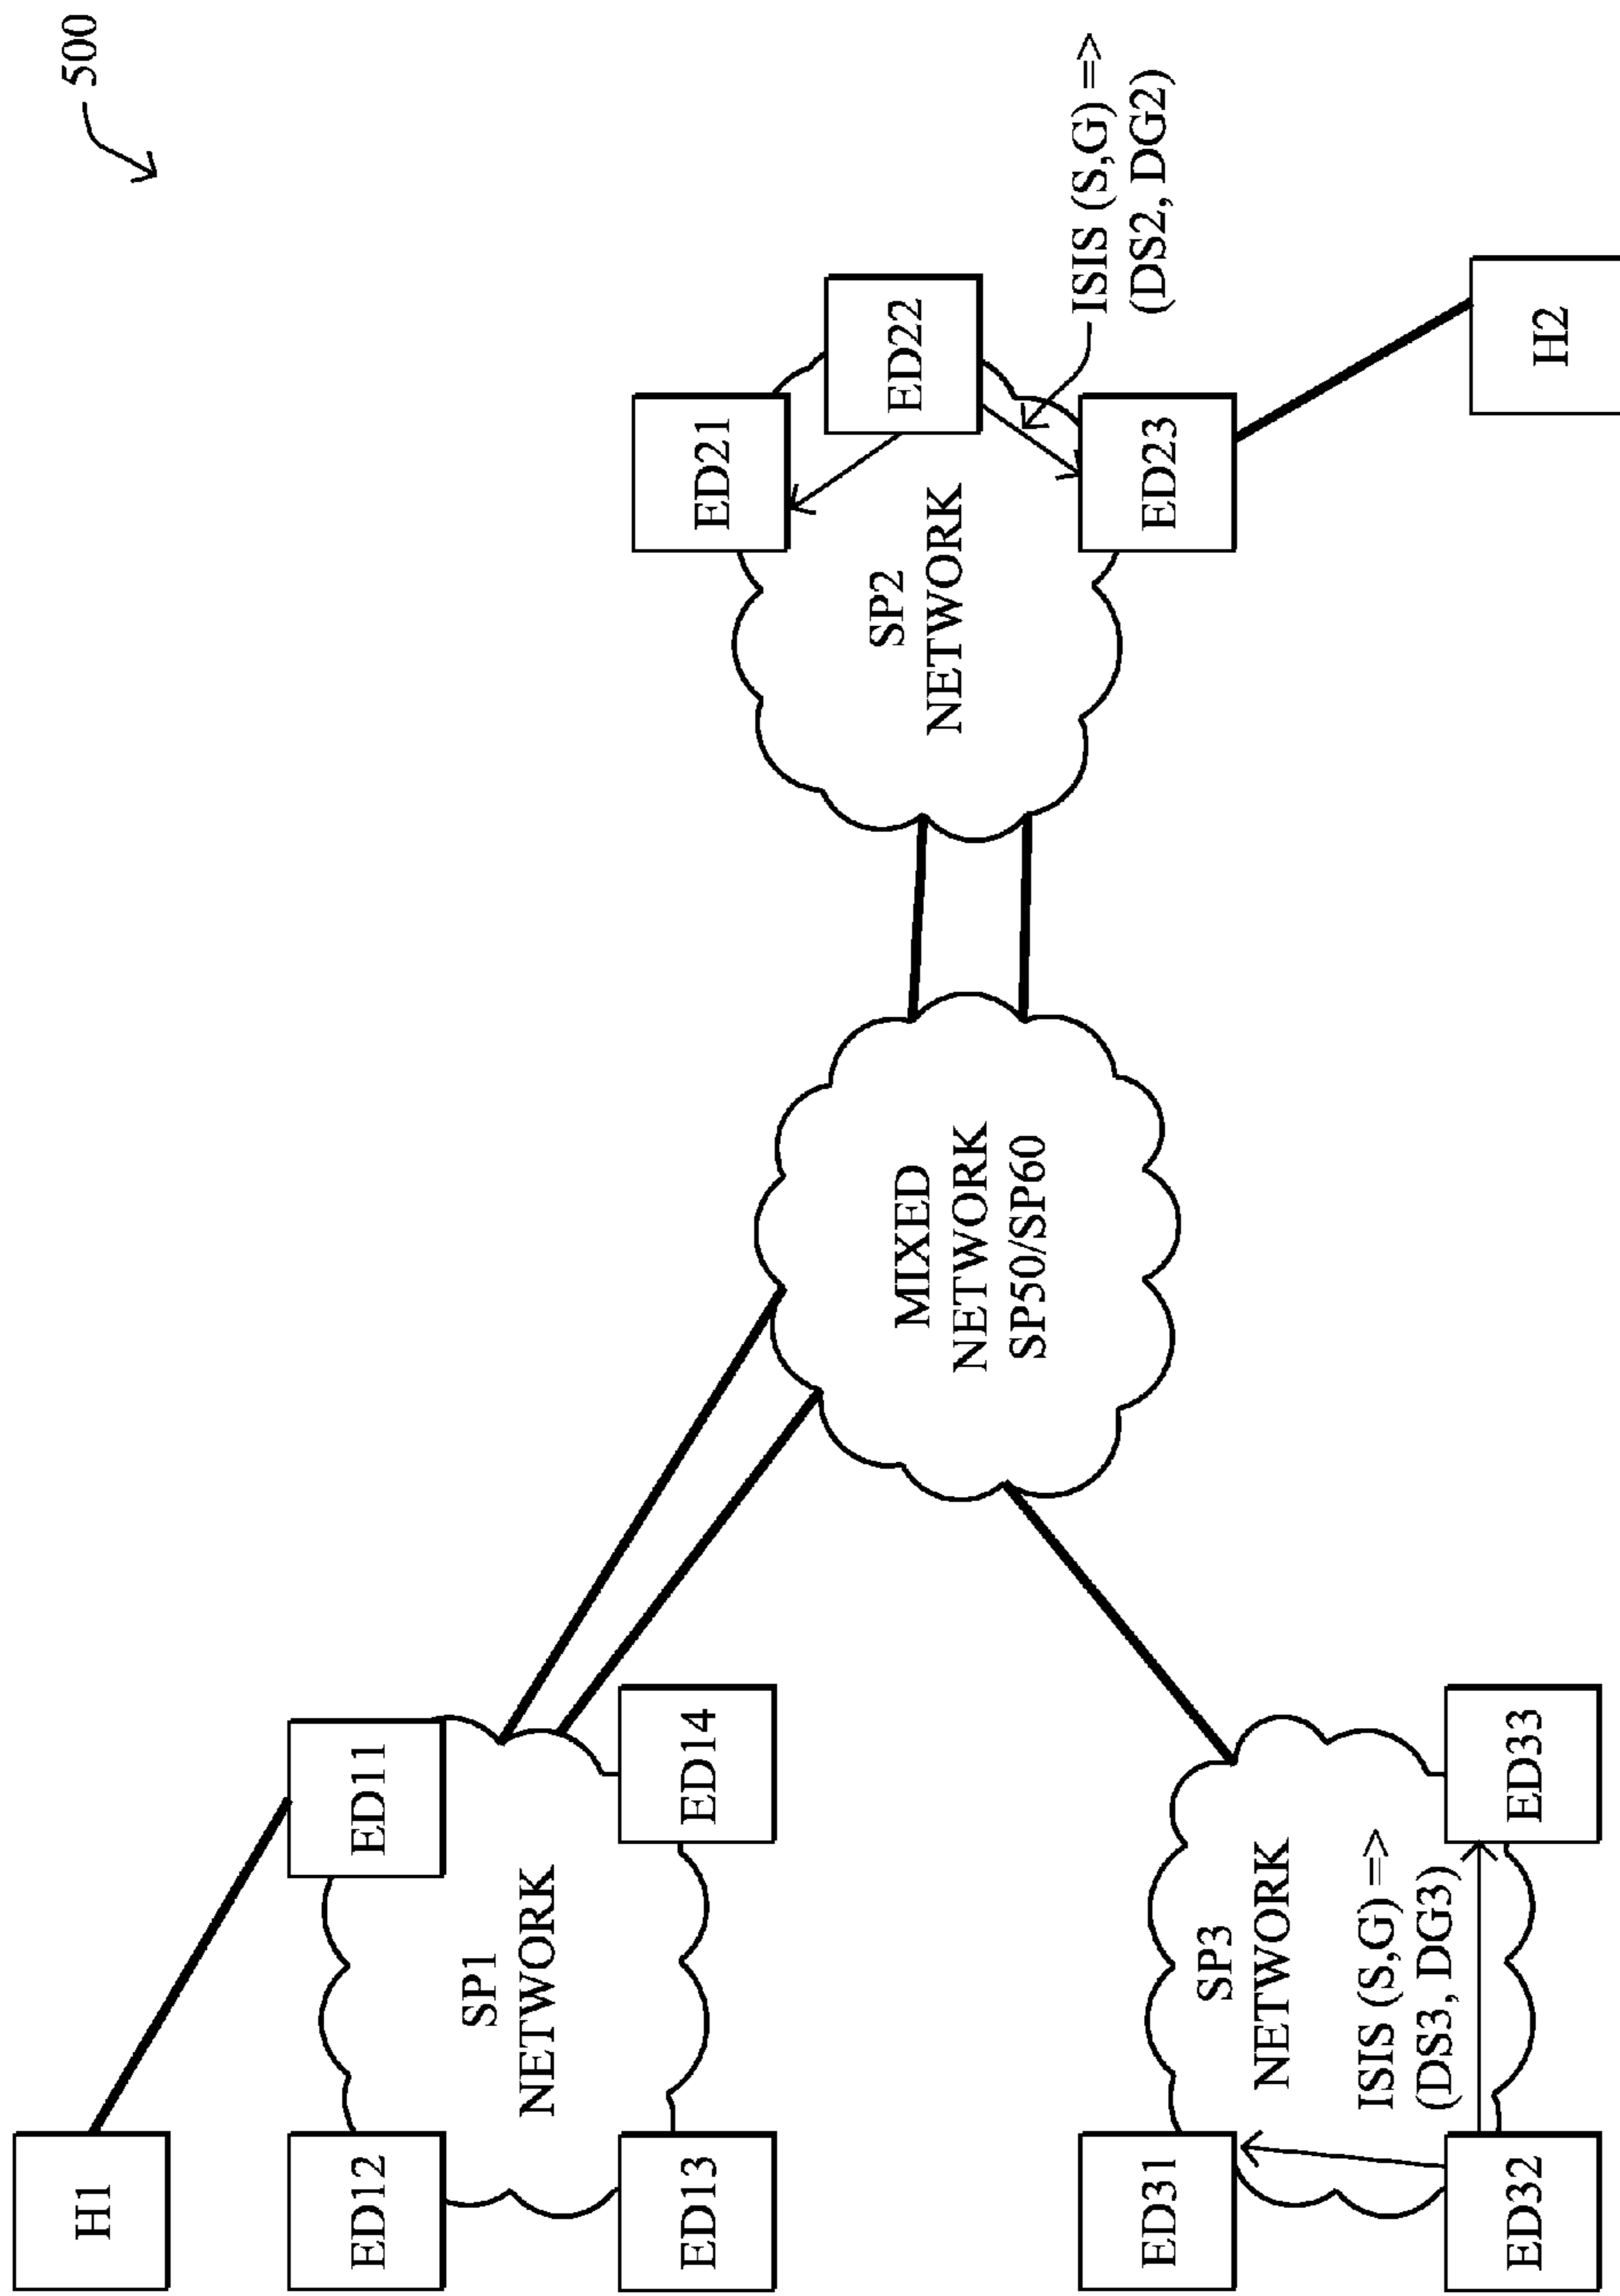 500
H1
ED11
ED12
SP1
NETWORK
ED13
ED14
MIXED
NETWORK
SP50/SP60
ED21
ED22
SP2
NETWORK
ED23
ISIS (S,G) =>
(DS2, DG2)
H2
ED31
SP3
NETWORK
ISIS (S,G) =>
(DS3, DG3)
ED32
ED33